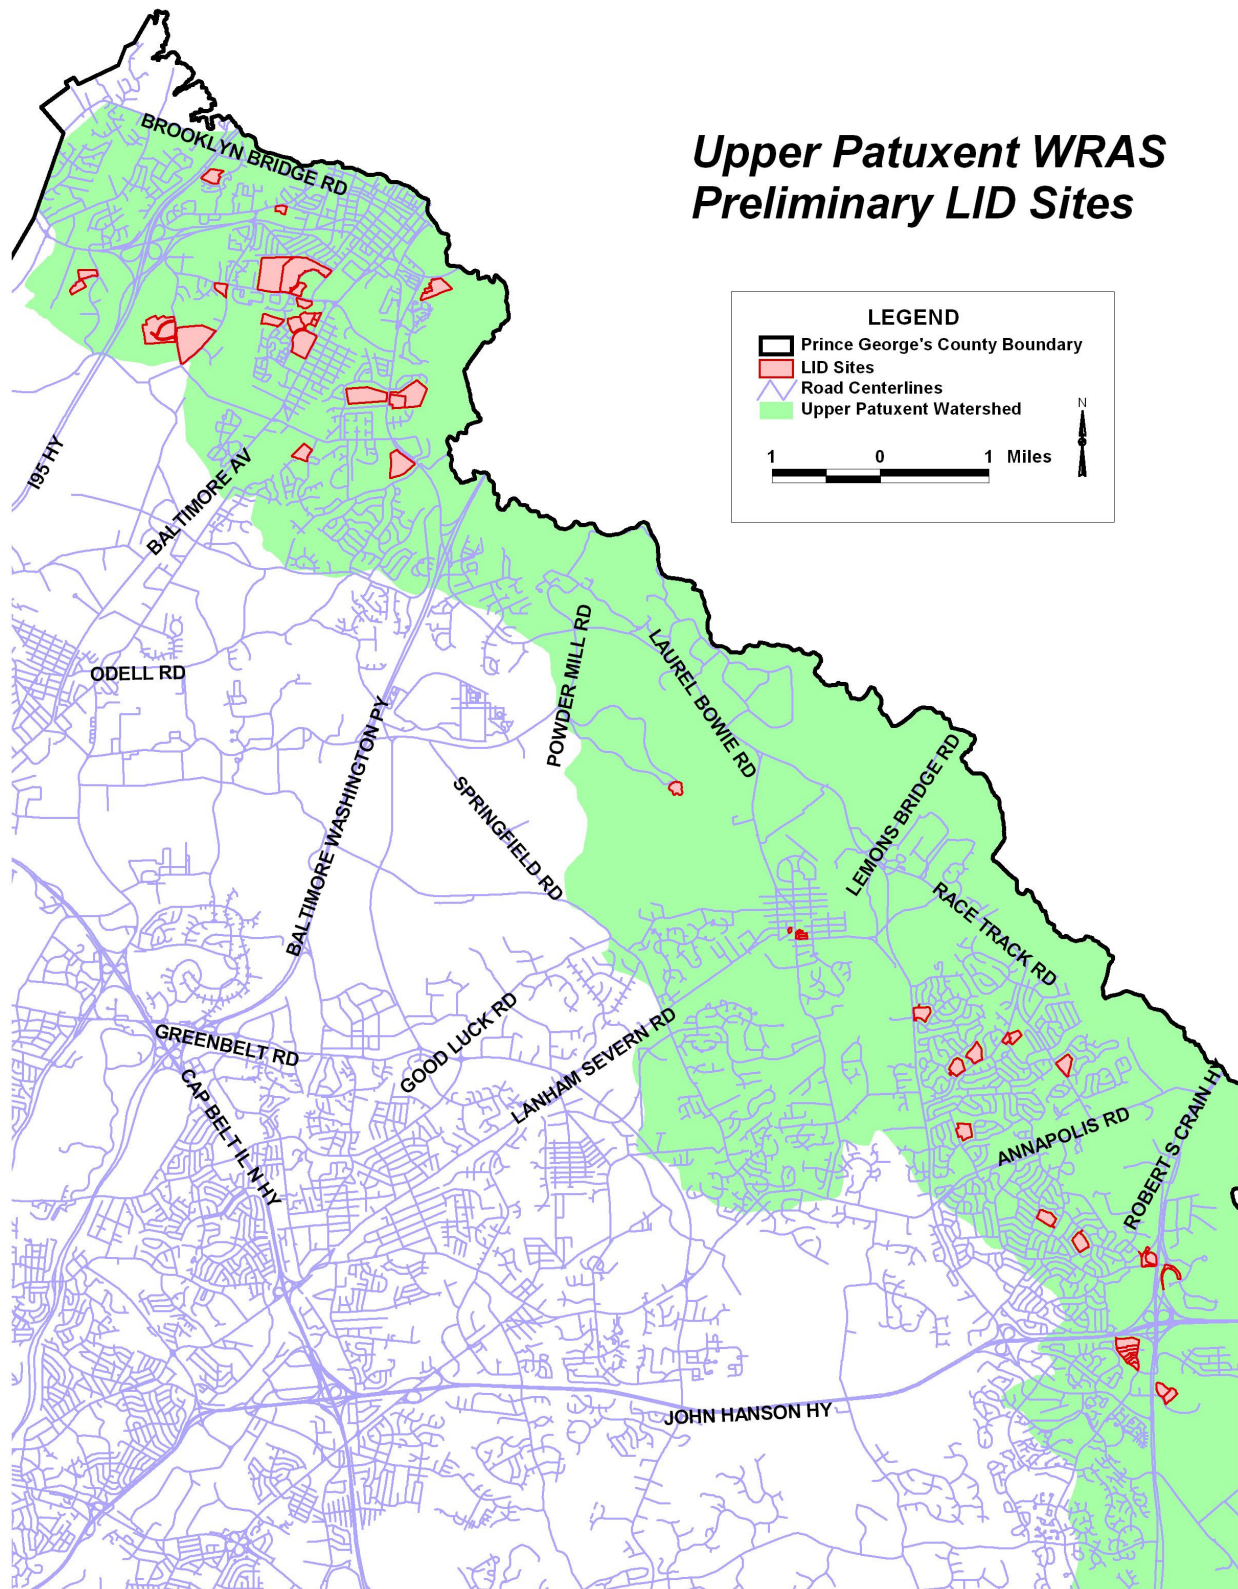 Upper Patuxent WRAS
Preliminary LID Sites
LEGEND
Prince George's County Boundary
LID Sites
Road Centerlines
Upper Patuxent Watershed
N
1 0 1 Miles
BROOKLYN BRIDGE RD
I95 HY
BALTIMORE AV
ODELL RD
POWDER MILL RD
LAUREL BOWIE RD
BALTIMORE WASHINGTON PY
SPRINGFIELD RD
LEMONS BRIDGE RD
RACE TRACK RD
GREENBELT RD
GOOD LUCK RD
LANHAM SEVERN RD
CAP BELT IL N HY
ANNAPOLIS RD
ROBERT S CRAIN HY
JOHN HANSON HY